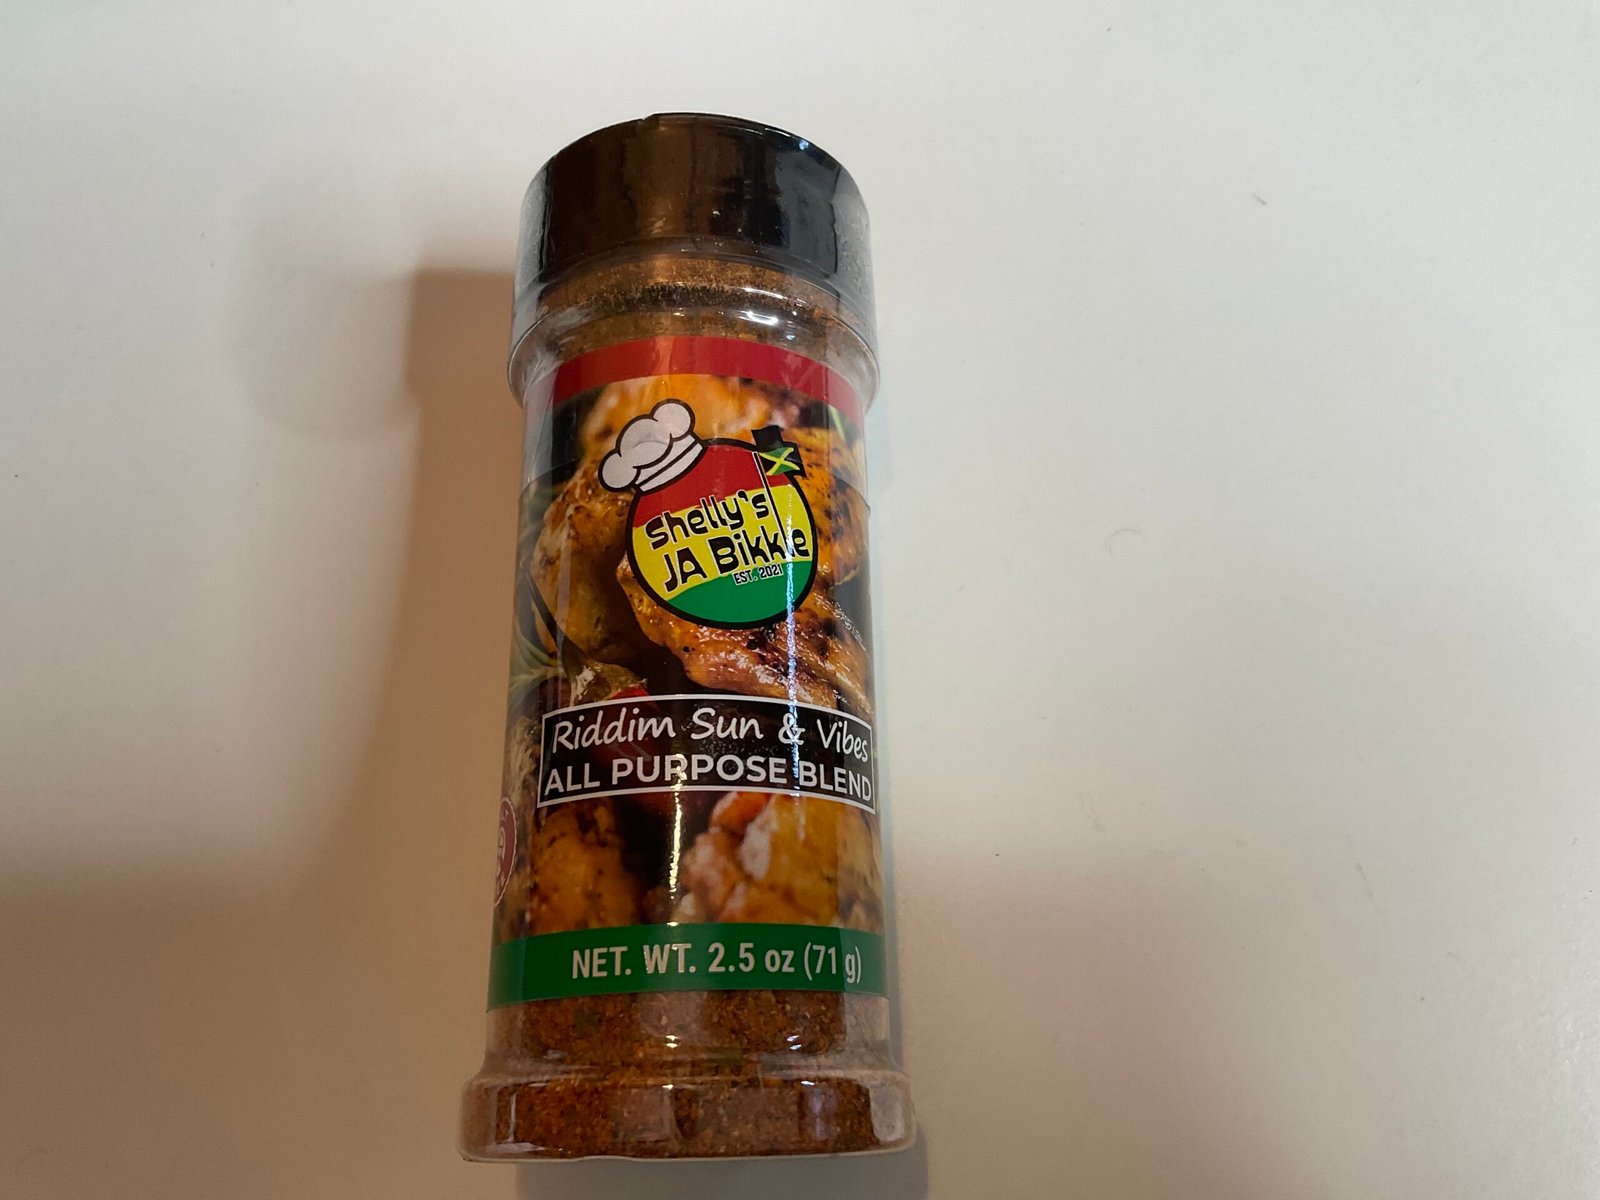 Shelly's
JA Bikkle
EST. 2021
Riddim Sun & Vibes
ALL PURPOSE BLEND
NET. WT. 2.5 oz (71 g)